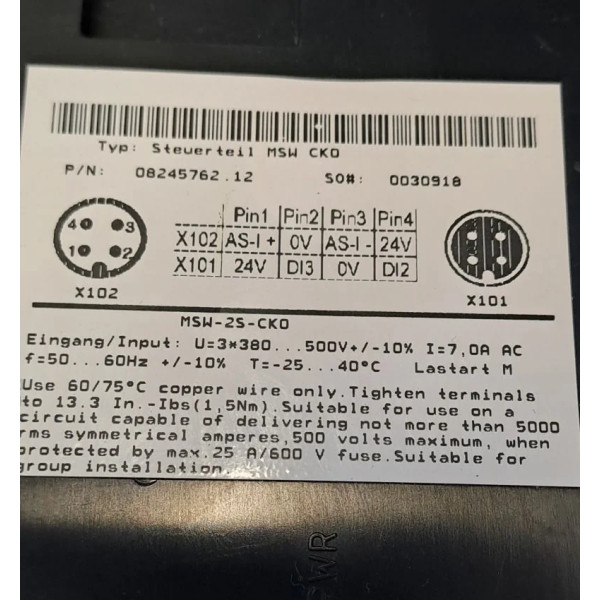 Typ: Steuerteil MSW CKO
P/N: 08245762.12 SO#: 0030918
4 3
1 2
X102
Pin1 Pin2 Pin3 Pin4
X102 AS-I + 0V AS-I - 24V
X101 24V DI3 0V DI2
X101
MSW-2S-CKO
Eingang/Input: U=3*380...500V+/-10% I=7,0A AC
f=50...60Hz +/-10% T=-25...40°C Lastart M
Use 60/75°C copper wire only.Tighten terminals
to 13.3 In.-Ibs(1,5Nm).Suitable for use on a
circuit capable of delivering not more than 5000
rms symmetrical amperes,500 volts maximum, when
protected by max.25 A/600 V fuse.Suitable for
group installation.